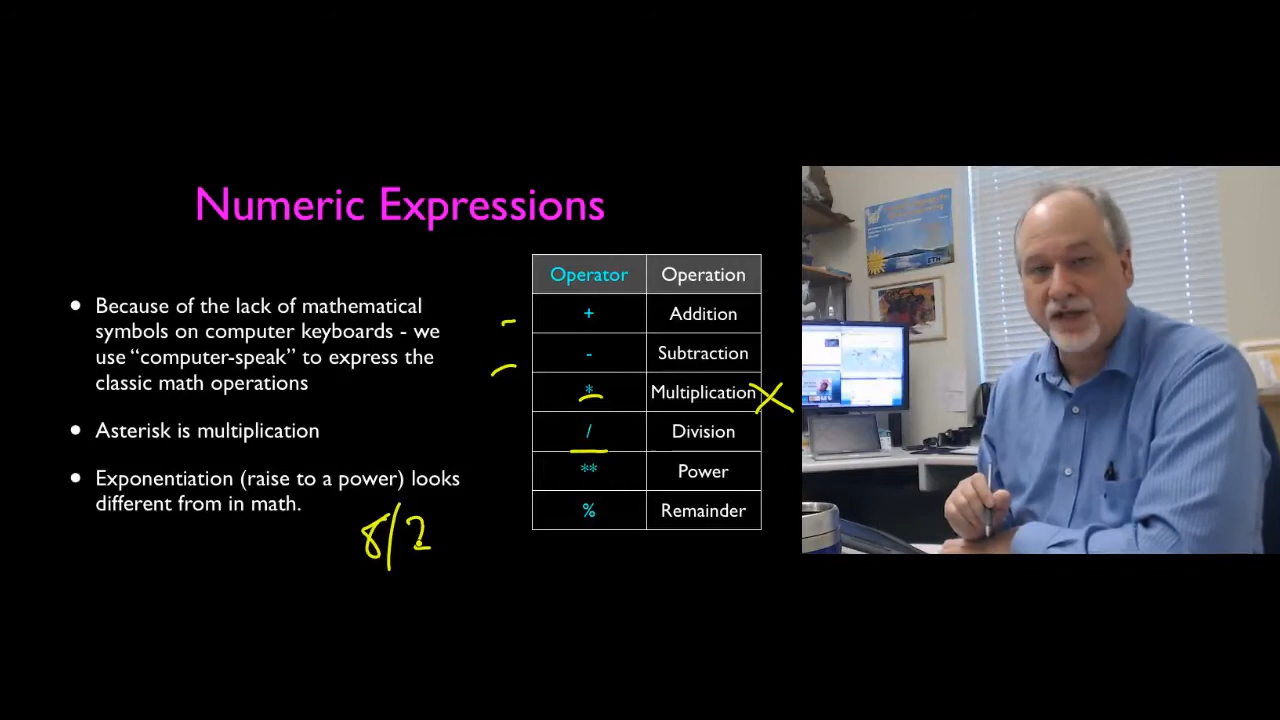 Numeric Expressions
Because of the lack of mathematical
symbols on computer keyboards - we
use “computer-speak” to express the
classic math operations
Asterisk is multiplication
Exponentiation (raise to a power) looks
different from in math.
8/2
Operator Operation
+ Addition
- Subtraction
* Multiplication X
/ Division
** Power
% Remainder